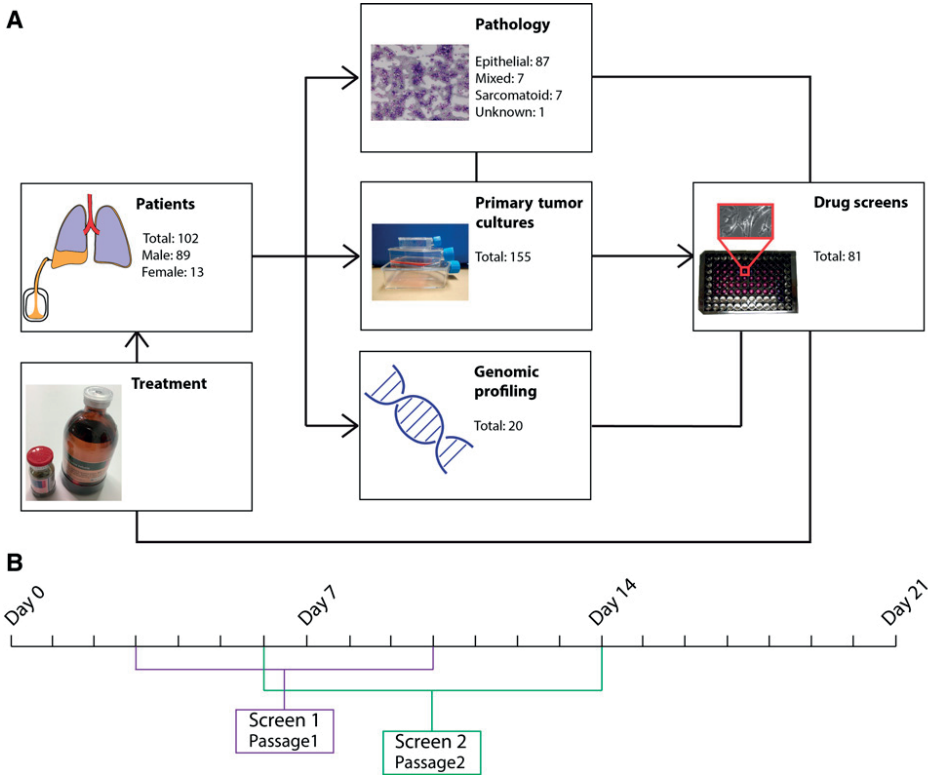 A
Pathology
Epithelial: 87
Mixed: 7
Sarcomatoid: 7
Unknown: 1
Patients
Total: 102
Male: 89
Female: 13
Primary tumor
cultures
Total: 155
Drug screens
Total: 81
Treatment
Genomic
profiling
Total: 20
B
Day 0
Day 7
Day 14
Day 21
Screen 1
Passage1
Screen 2
Passage2